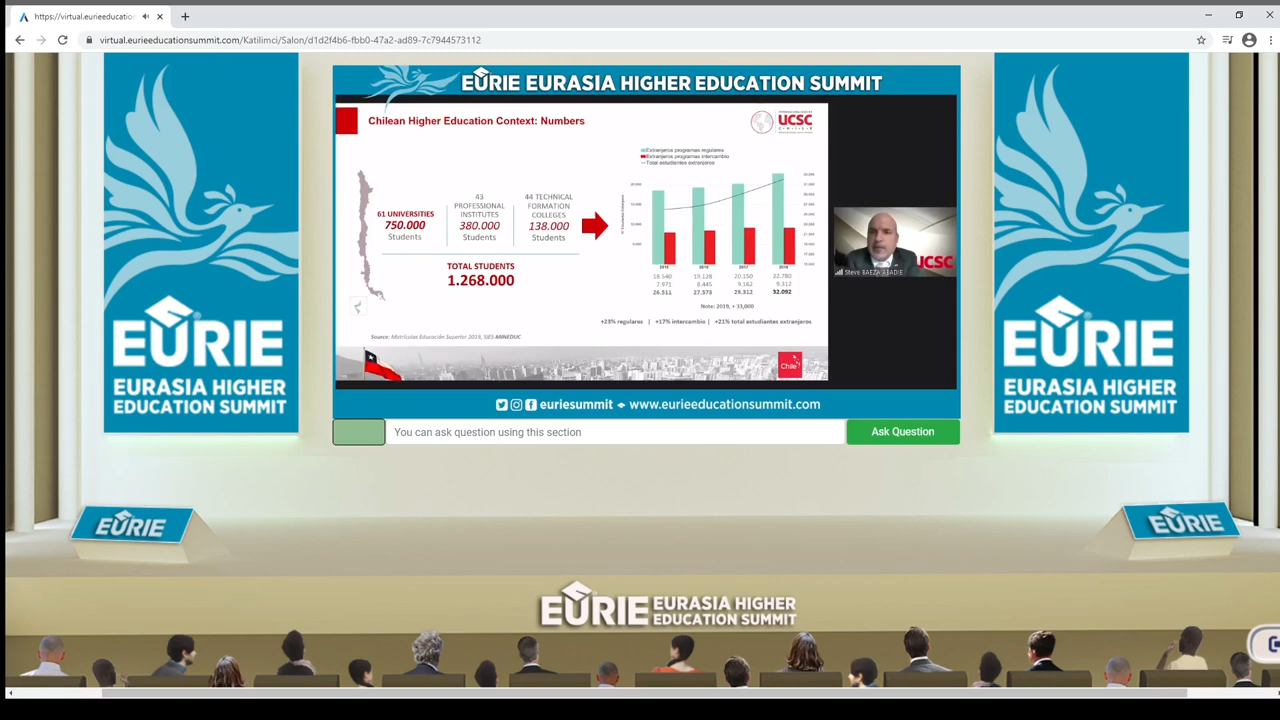 https://virtual.eurieeducation
virtual.eurieeducationsummit.com/Katilimci/Salon/d1d2f4b6-fbb0-47a2-ad89-7c7944573112
EURIE EURASIA HIGHER EDUCATION SUMMIT
Chilean Higher Education Context: Numbers
UCSC
CHILE
Extranjeros programas regulares
Extranjeros programas intercambio
Total estudiantes extranjeros
61 UNIVERSITIES
750.000
Students
43
PROFESSIONAL
INSTITUTES
380.000
Students
44 TECHNICAL
FORMATION
COLLEGES
138.000
Students
TOTAL STUDENTS
1.268.000
2015 2016 2017 2018
18.540 19.128 20.150 22.780
7.971 8.445 9.162 9.312
26.511 27.573 29.312 32.092
Note: 2019, + 33,000
+23% regulares | +17% intercambio | +21% total estudiantes extranjeros
Source: Matrículas Educación Superior 2019, SIES MINEDUC
Chile
UCSC
Steve BAEZA ABADIE
euriesummit www.eurieeducationsummit.com
You can ask question using this section
Ask Question
EURIE
EURASIA HIGHER
EDUCATION SUMMIT
EURIE
EURASIA HIGHER
EDUCATION SUMMIT
EURIE
EURIE
EURIE EURASIA HIGHER
EDUCATION SUMMIT